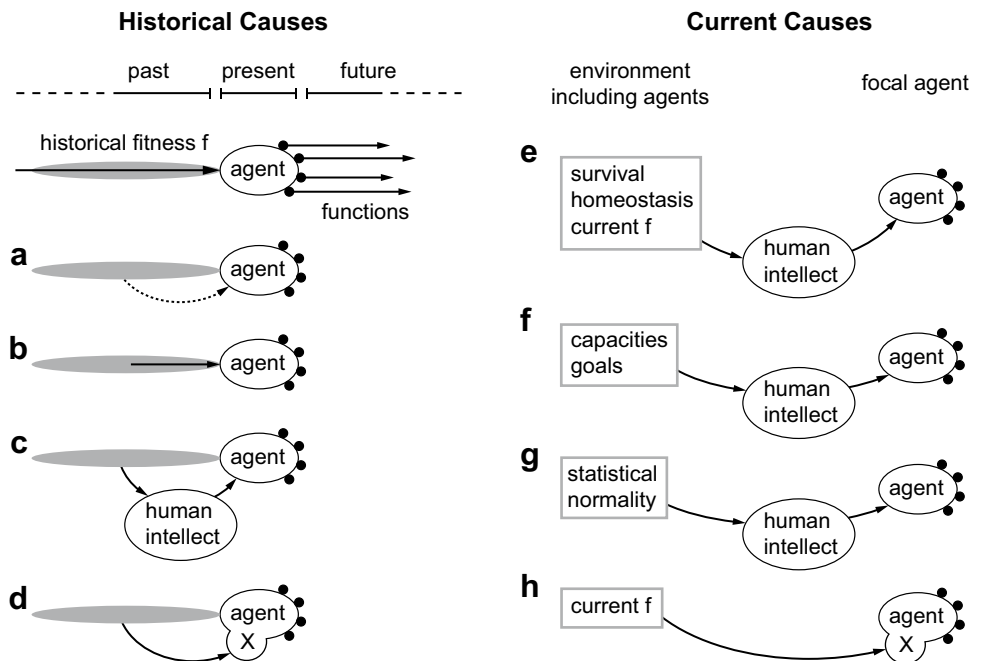 Historical Causes
past present future
historical fitness f
agent
functions
a
agent
b
agent
c
agent
human
intellect
d
agent
X
Current Causes
environment
including agents
focal agent
e
survival
homeostasis
current f
human
intellect
agent
f
capacities
goals
human
intellect
agent
g
statistical
normality
human
intellect
agent
h
current f
agent
X